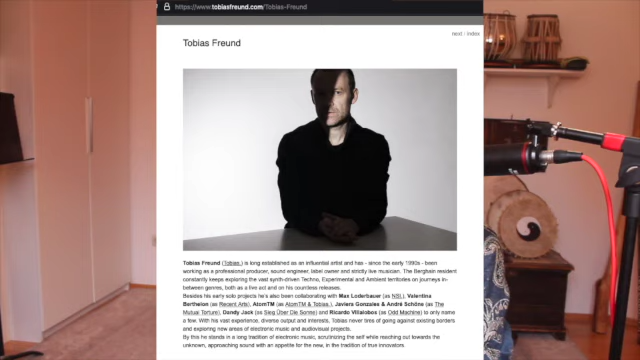 https://www.tobiasfreund.com/Tobias-Freund
next / index
Tobias Freund
Tobias Freund (Tobias.) is long established as an influential artist and has - since the early 1980s - been
working as a professional producer, sound engineer, label owner and strictly live musician. The Berghain resident
constantly keeps exploring the vast synth-driven Techno, Experimental and Ambient territories on journeys in-
between genres, both as a live act and on his countless releases.
Besides his early solo projects he's also been collaborating with Max Loderbauer (as NSI.), Valentina
Berthelon (as Recent Arts), AtomTM (as AtomTM & Tobias.), Javiera Gonzales & André Schöne (as The
Mutual Torture), Dandy Jack (as Sieg Über Die Sonne) and Ricardo Villalobos (as Odd Machine) to only name
a few. With his vast experience, diverse output and interests, Tobias never tires of going against existing borders
and exploring new areas of electronic music and audiovisual projects.
By this he stands in a long tradition of electronic music, scrutinizing the self while reaching out towards the
unknown, approaching sound with an appetite for the new, in the tradition of true innovators.